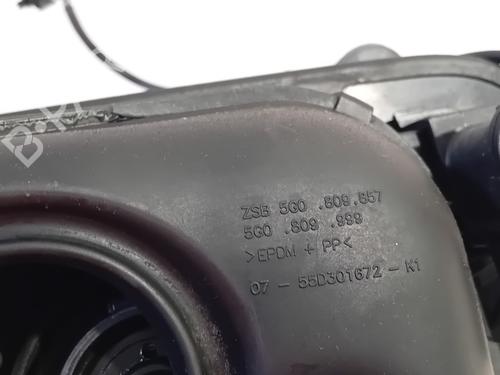 ZSB 5G0 .809.857
5G0 .809 .999
>EPDM + PP<
07 - 55D301672 - K1